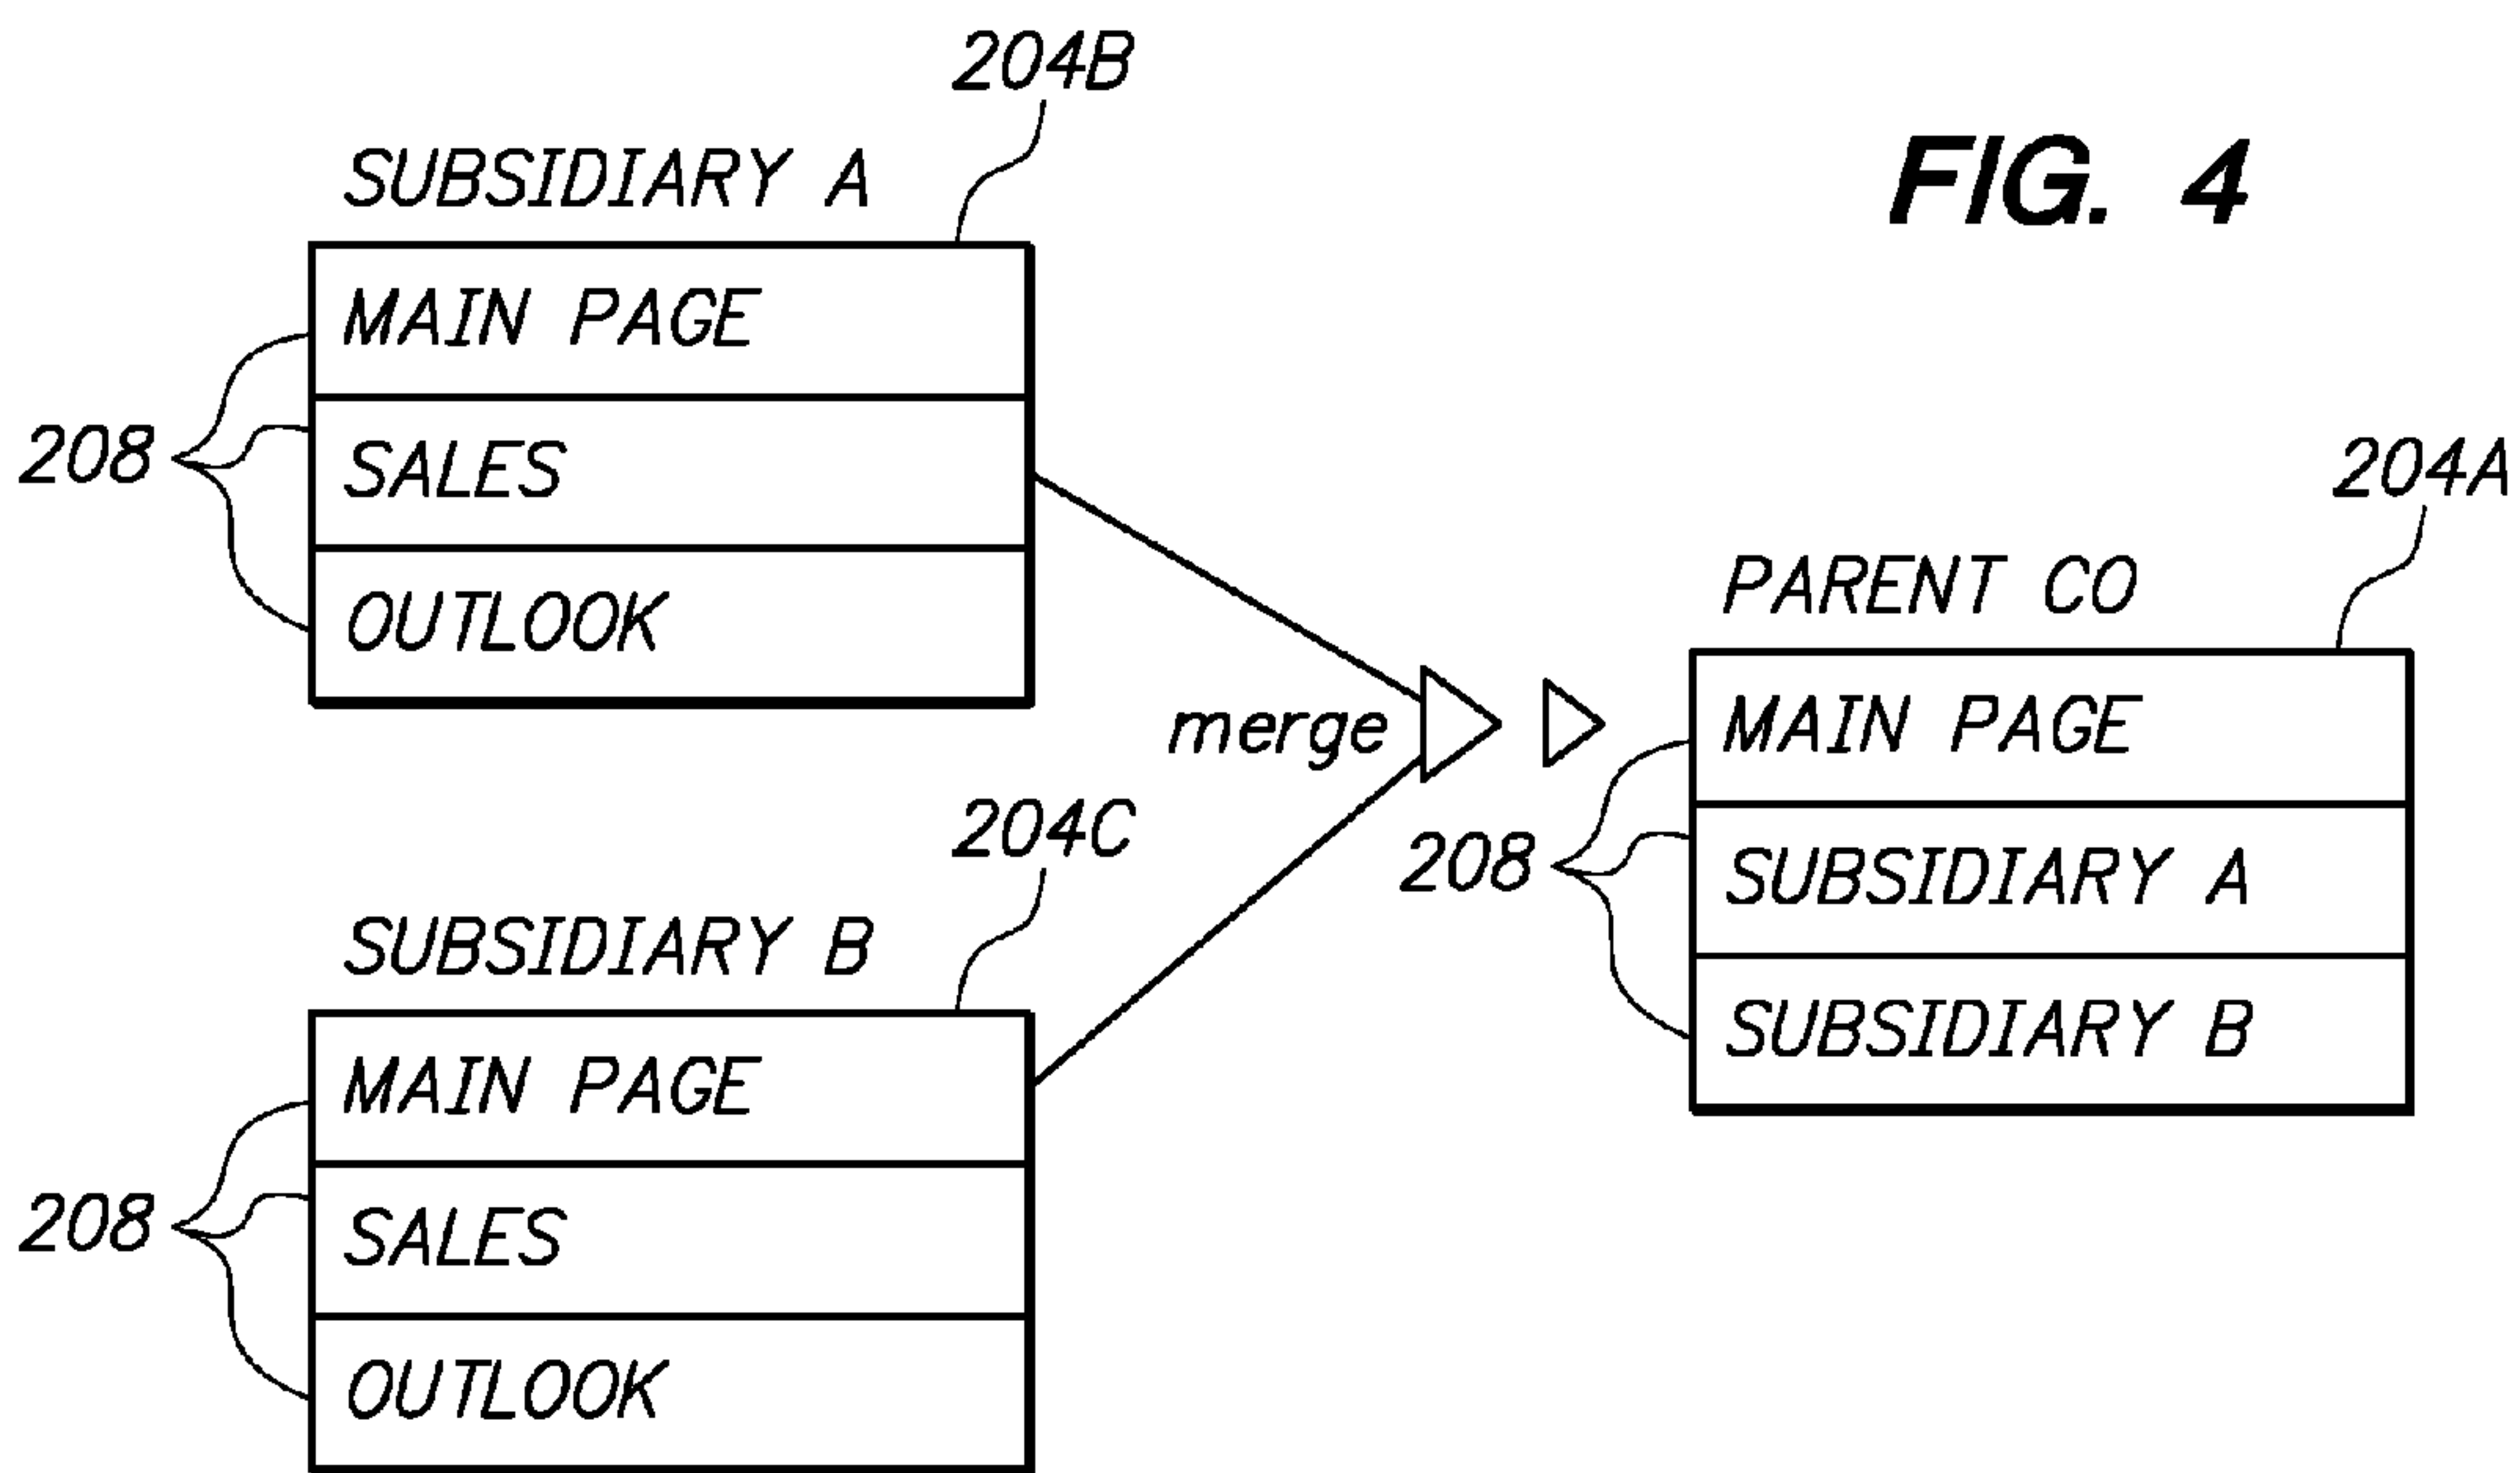 204B
FIG. 4
SUBSIDIARY A
MAIN PAGE
208
SALES
OUTLOOK
204A
PARENT CO
merge
MAIN PAGE
208
SUBSIDIARY A
SUBSIDIARY B
204C
SUBSIDIARY B
MAIN PAGE
208
SALES
OUTLOOK